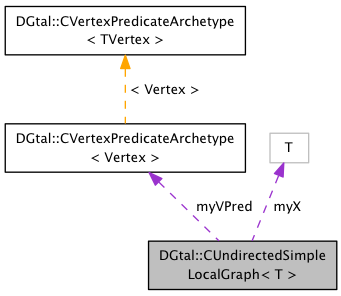 DGtal::CVertexPredicateArchetype
< TVertex >
< Vertex >
DGtal::CVertexPredicateArchetype
< Vertex >
T
myVPred
myX
DGtal::CUndirectedSimple
LocalGraph< T >